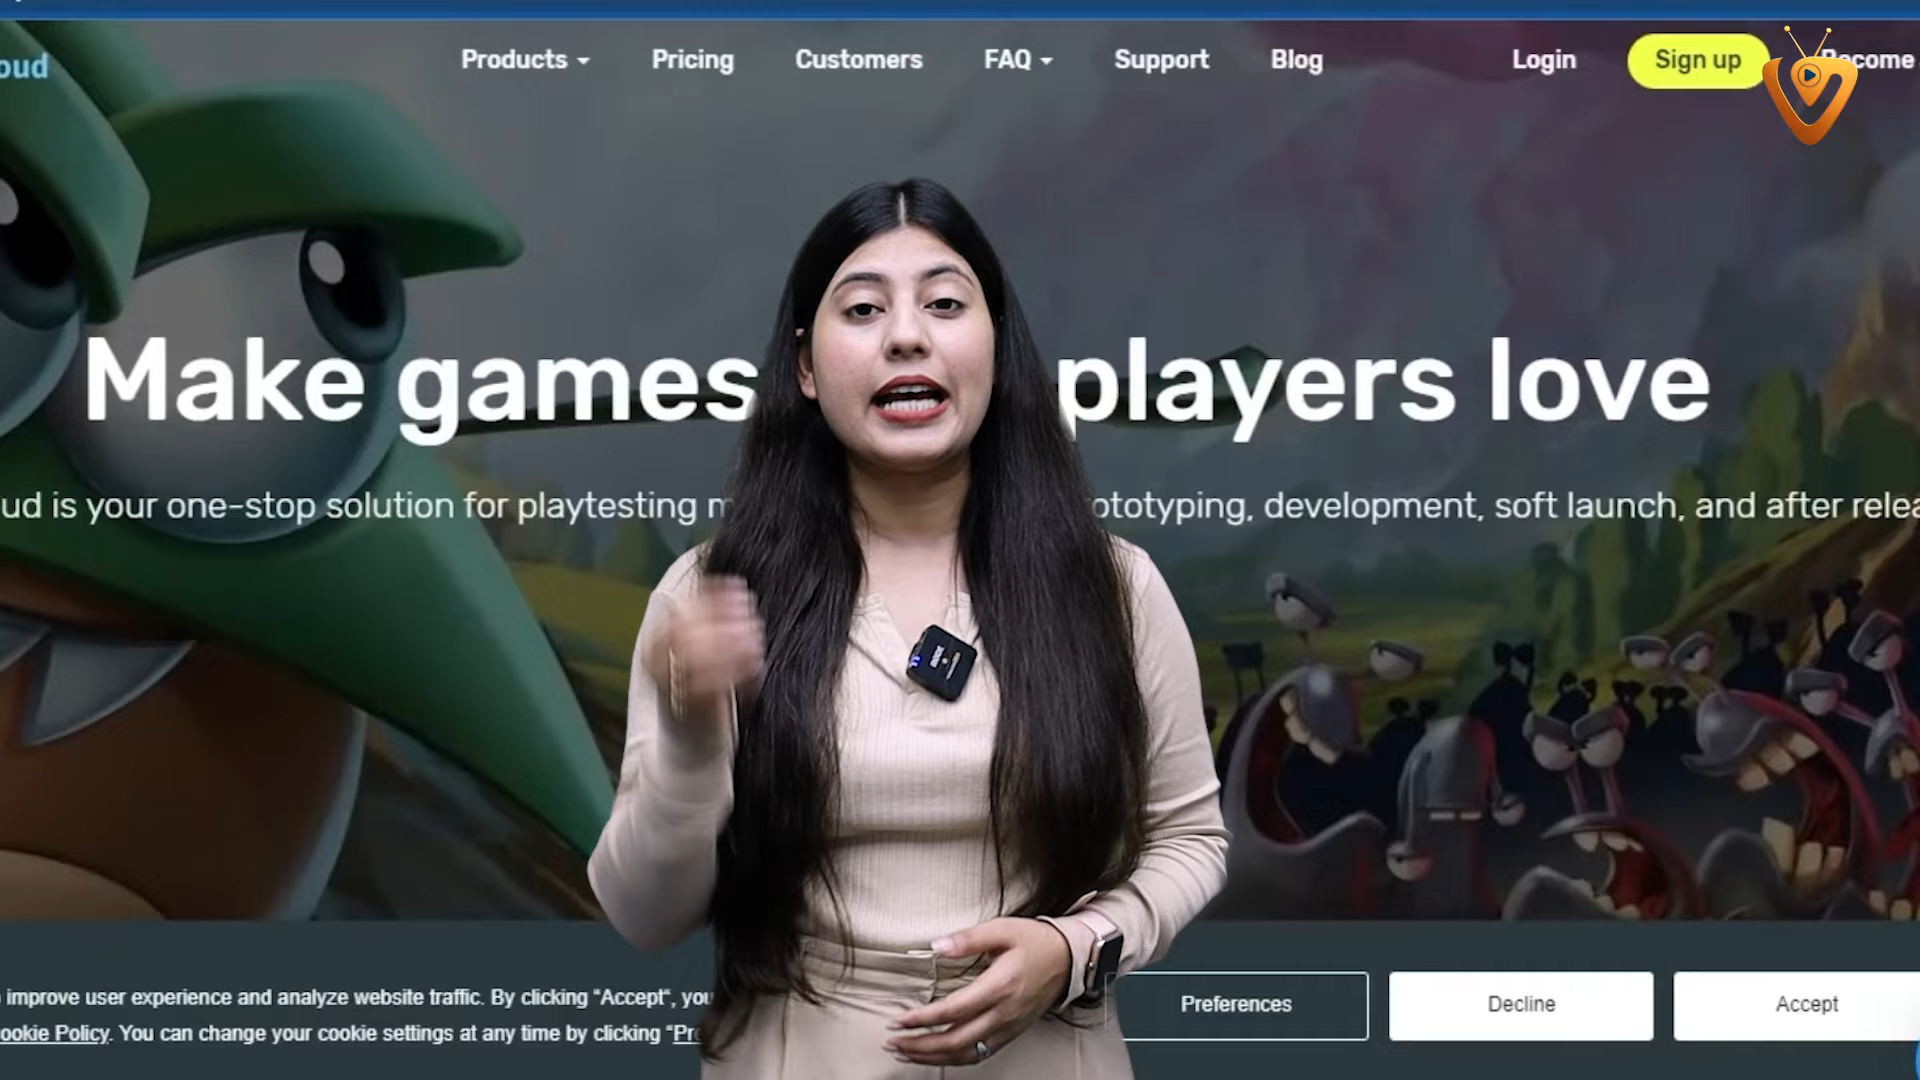 oud
Products Pricing Customers FAQ Support Blog Login Sign up Become
Make games players love
ud is your one-stop solution for playtesting ototyping, development, soft launch, and after relea
improve user experience and analyze website traffic. By clicking "Accept", you
ookie Policy. You can change your cookie settings at any time by clicking "Pr
Preferences Decline Accept